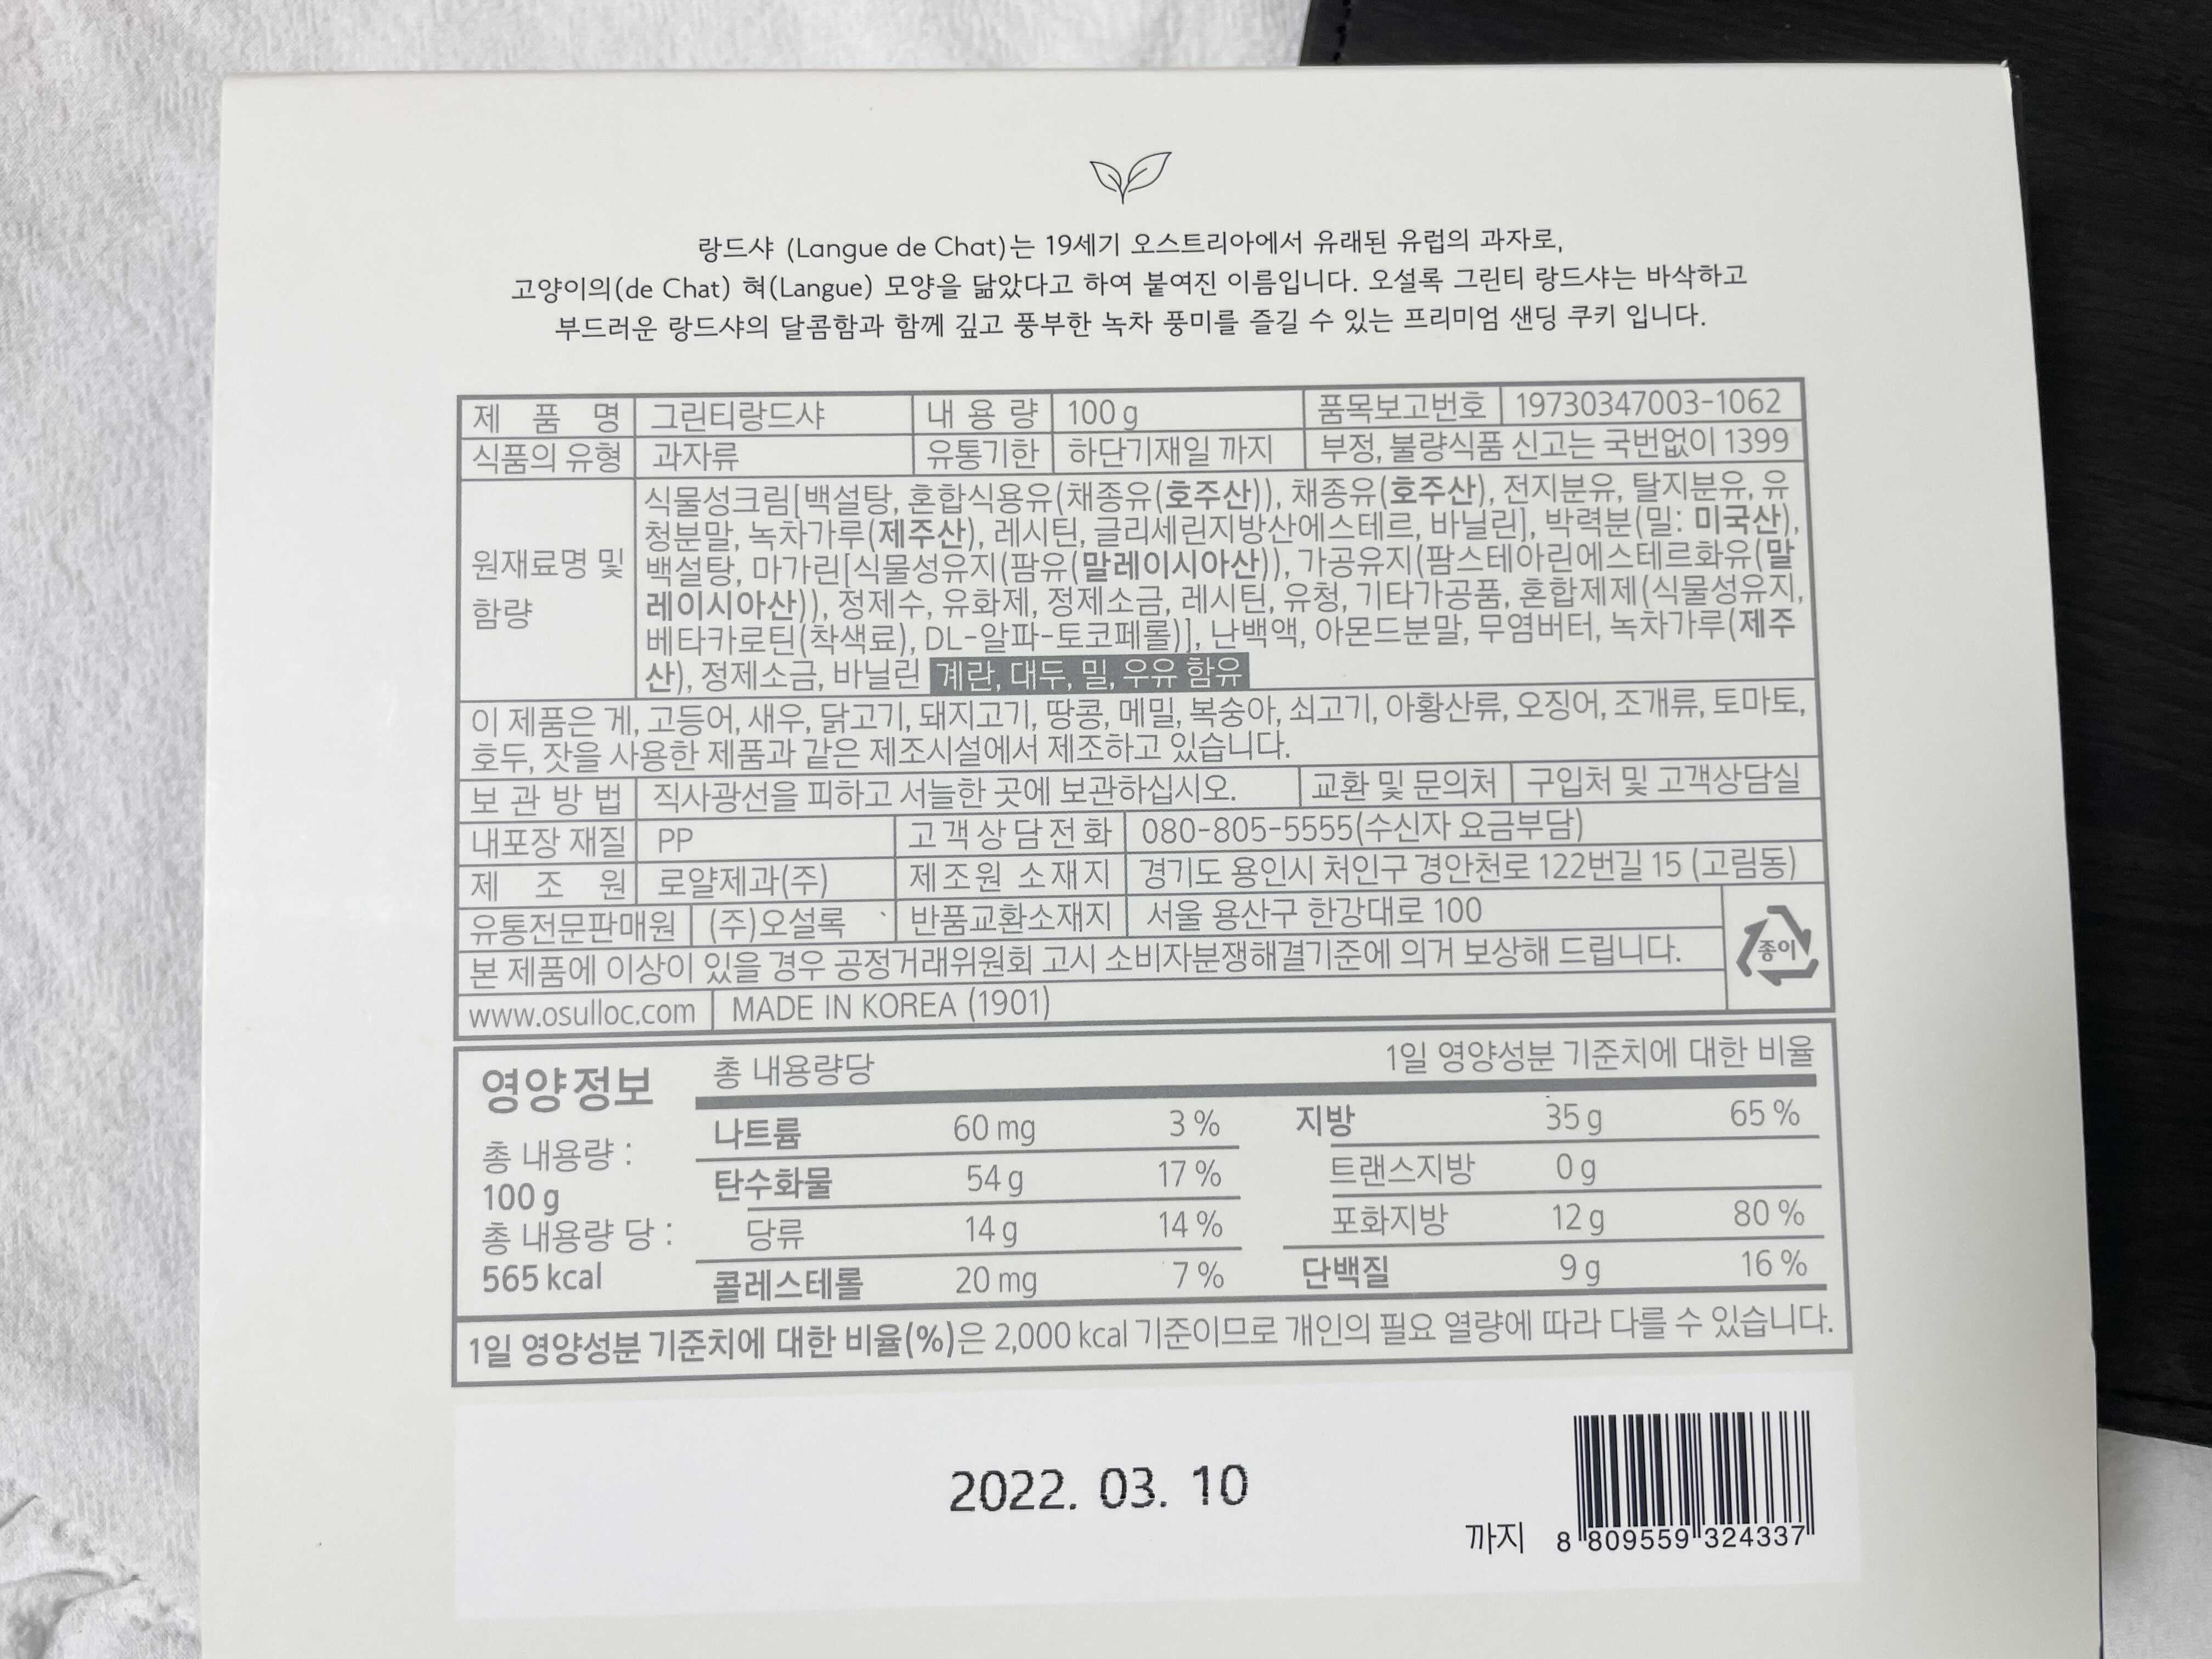 랑드샤 (Langue de Chat)는 19세기 오스트리아에서 유래된 유럽의 과자로,
고양이의(de Chat) 혀(Langue) 모양을 닮았다고 하여 붙여진 이름입니다. 오설록 그린티 랑드샤는 바삭하고
부드러운 랑드샤의 달콤함과 함께 깊고 풍부한 녹차 풍미를 즐길 수 있는 프리미엄 샌딩 쿠키 입니다.
제 품 명 그린티랑드샤 내 용 량 100 g 품목보고번호 19730347003-1062
식품의 유형 과자류 유통기한 하단기재일 까지 부정, 불량식품 신고는 국번없이 1399
원재료명 및 함량
식물성크림[백설탕, 혼합식용유(채종유(호주산)), 채종유(호주산), 전지분유, 탈지분유, 유
청분말, 녹차가루(제주산), 레시틴, 글리세린지방산에스테르, 바닐린], 박력분(밀: 미국산),
백설탕, 마가린[식물성유지(팜유(말레이시아산)), 가공유지(팜스테아린에스테르화유(말
레이시아산)), 정제수, 유화제, 정제소금, 레시틴, 유청, 기타가공품, 혼합제제(식물성유지,
베타카로틴(착색료), DL-알파-토코페롤)], 난백액, 아몬드분말, 무염버터, 녹차가루(제주
산), 정제소금, 바닐린 계란, 대두, 밀, 우유 함유
이 제품은 게, 고등어, 새우, 닭고기, 돼지고기, 땅콩, 메밀, 복숭아, 쇠고기, 아황산류, 오징어, 조개류, 토마토,
호두, 잣을 사용한 제품과 같은 제조시설에서 제조하고 있습니다.
보 관 방 법 직사광선을 피하고 서늘한 곳에 보관하십시오. 교환 및 문의처 구입처 및 고객상담실
내포장 재질 PP 고객상담전화 080-805-5555(수신자 요금부담)
제 조 원 로얄제과(주) 제조원 소재지 경기도 용인시 처인구 경안천로 122번길 15 (고림동)
유통전문판매원 (주)오설록 반품교환소재지 서울 용산구 한강대로 100
종이
본 제품에 이상이 있을 경우 공정거래위원회 고시 소비자분쟁해결기준에 의거 보상해 드립니다.
www.osulloc.com MADE IN KOREA (1901)
영양정보 총 내용량당 1일 영양성분 기준치에 대한 비율
총 내용량 :
100 g
총 내용량 당 :
565 kcal
나트륨 60 mg 3 % 지방 35 g 65 %
탄수화물 54 g 17 % 트랜스지방 0 g
당류 14 g 14 % 포화지방 12 g 80 %
콜레스테롤 20 mg 7 % 단백질 9 g 16 %
1일 영양성분 기준치에 대한 비율(%)은 2,000 kcal 기준이므로 개인의 필요 열량에 따라 다를 수 있습니다.
2022. 03. 10
까지 8 809559 324337